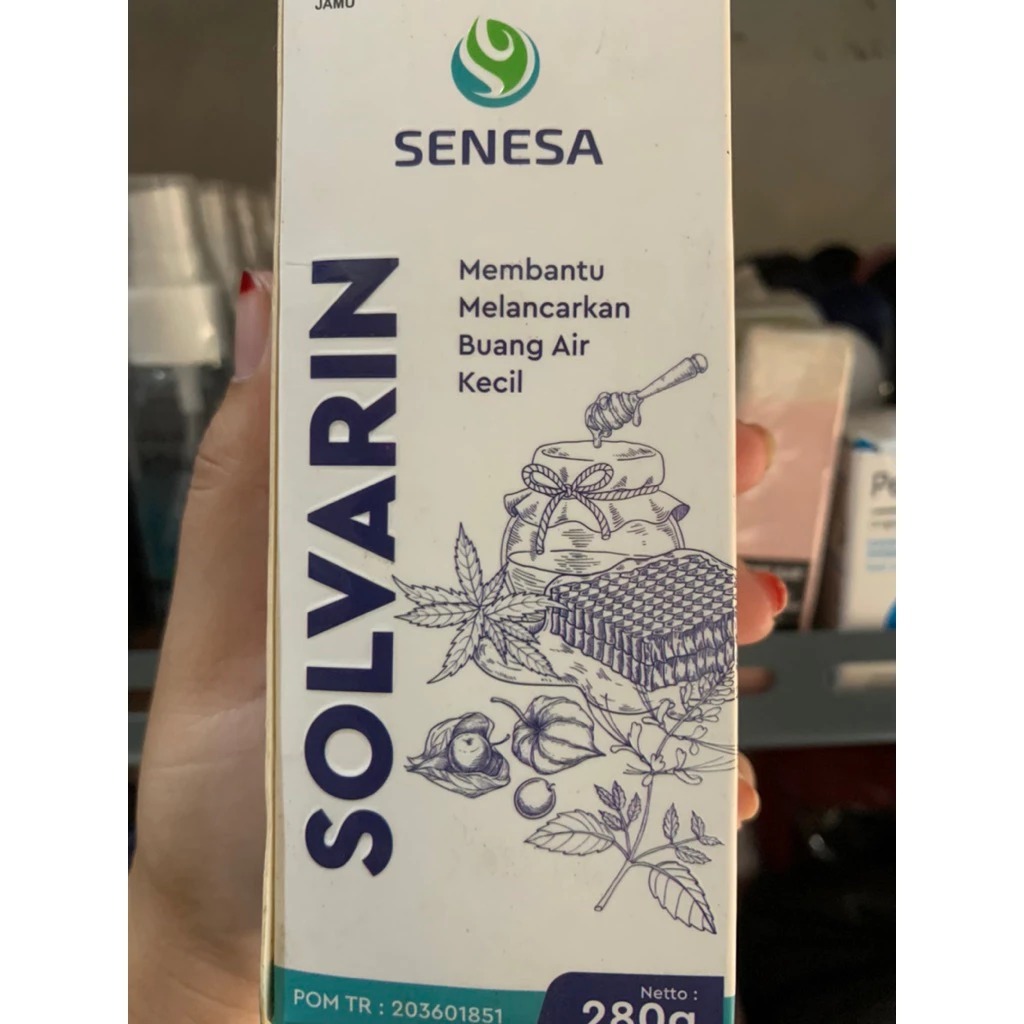 JAMU
SENESA
SOLVARIN
Membantu
Melancarkan
Buang Air
Kecil
POM TR : 203601851
Netto :
280g